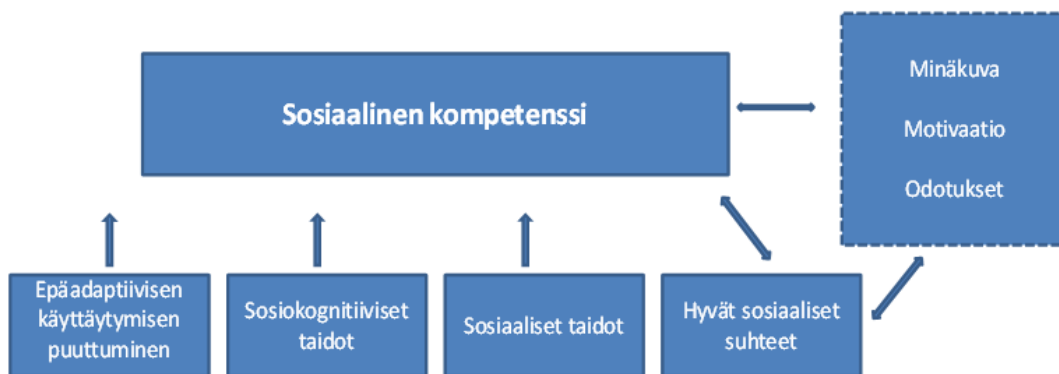 Sosiaalinen kompetenssi
Minäkuva
Motivaatio
Odotukset
Epäadaptiivisen
käyttäytymisen
puuttuminen
Sosiokognitiiviset
taidot
Sosiaaliset taidot
Hyvät sosiaaliset
suhteet